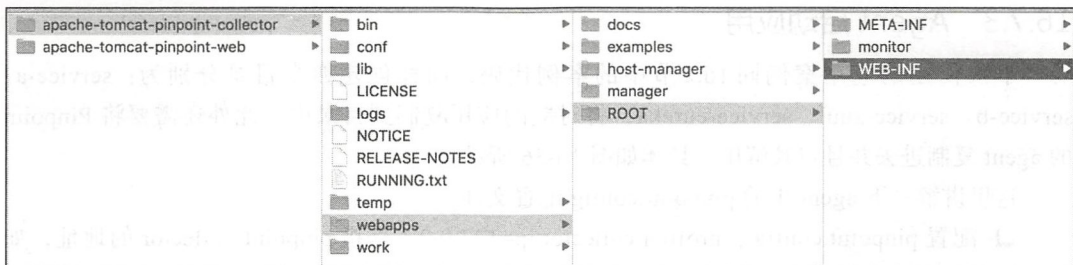 apache-tomcat-pinpoint-collector
apache-tomcat-pinpoint-web
bin
conf
lib
LICENSE
logs
NOTICE
RELEASE-NOTES
RUNNING.txt
temp
webapps
work
docs
examples
host-manager
manager
ROOT
META-INF
monitor
WEB-INF